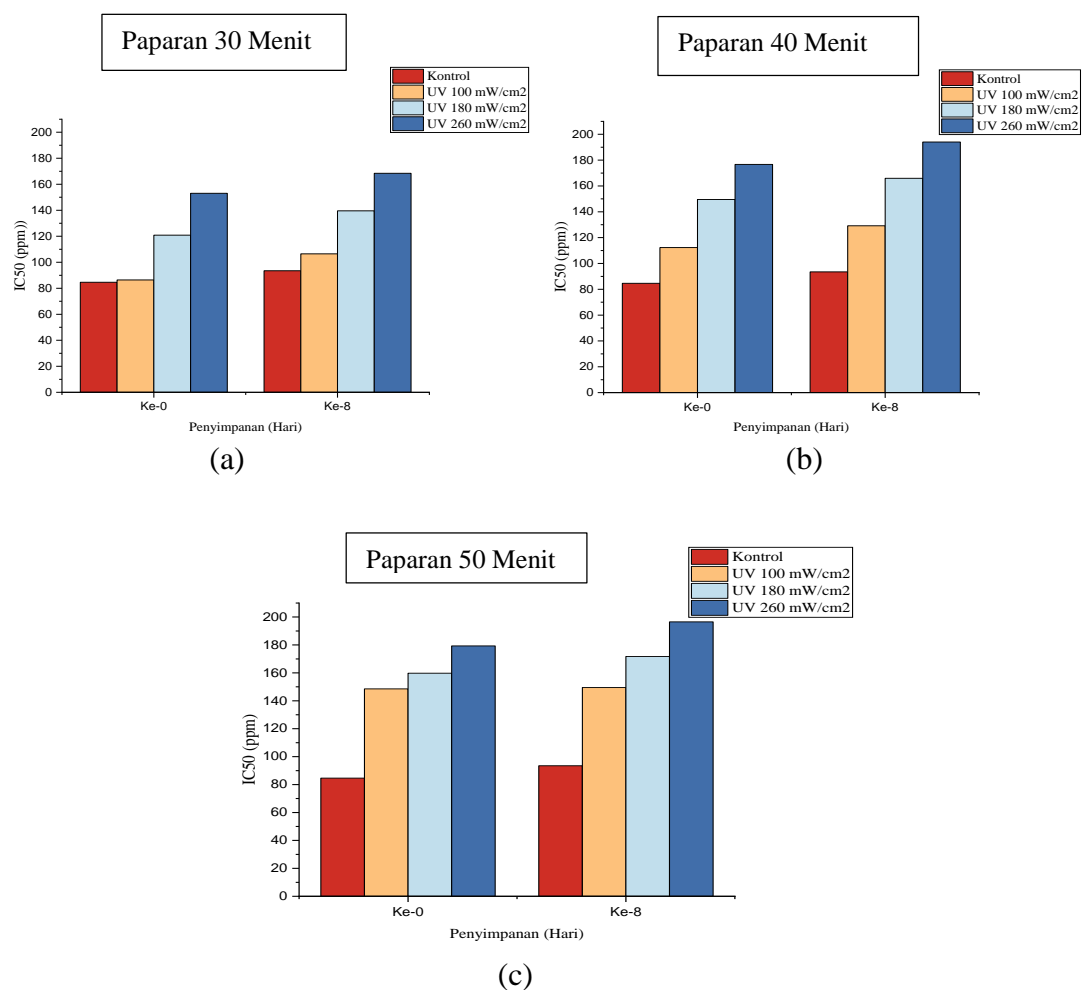 Paparan 30 Menit
Kontrol
UV 100 mW/cm2
UV 180 mW/cm2
UV 260 mW/cm2
200
180
160
140
120
100
80
60
40
20
0
IC50 (ppm))
Ke-0
Ke-8
Penyimpanan (Hari)
(a)
Paparan 40 Menit
Kontrol
UV 100 mW/cm2
UV 180 mW/cm2
UV 260 mW/cm2
200
180
160
140
120
100
80
60
40
20
0
IC50 (ppm))
Ke-0
Ke-8
Penyimpanan (Hari)
(b)
Paparan 50 Menit
Kontrol
UV 100 mW/cm2
UV 180 mW/cm2
UV 260 mW/cm2
200
180
160
140
120
100
80
60
40
20
0
IC50 (ppm)
Ke-0
Ke-8
Penyimpanan (Hari)
(c)